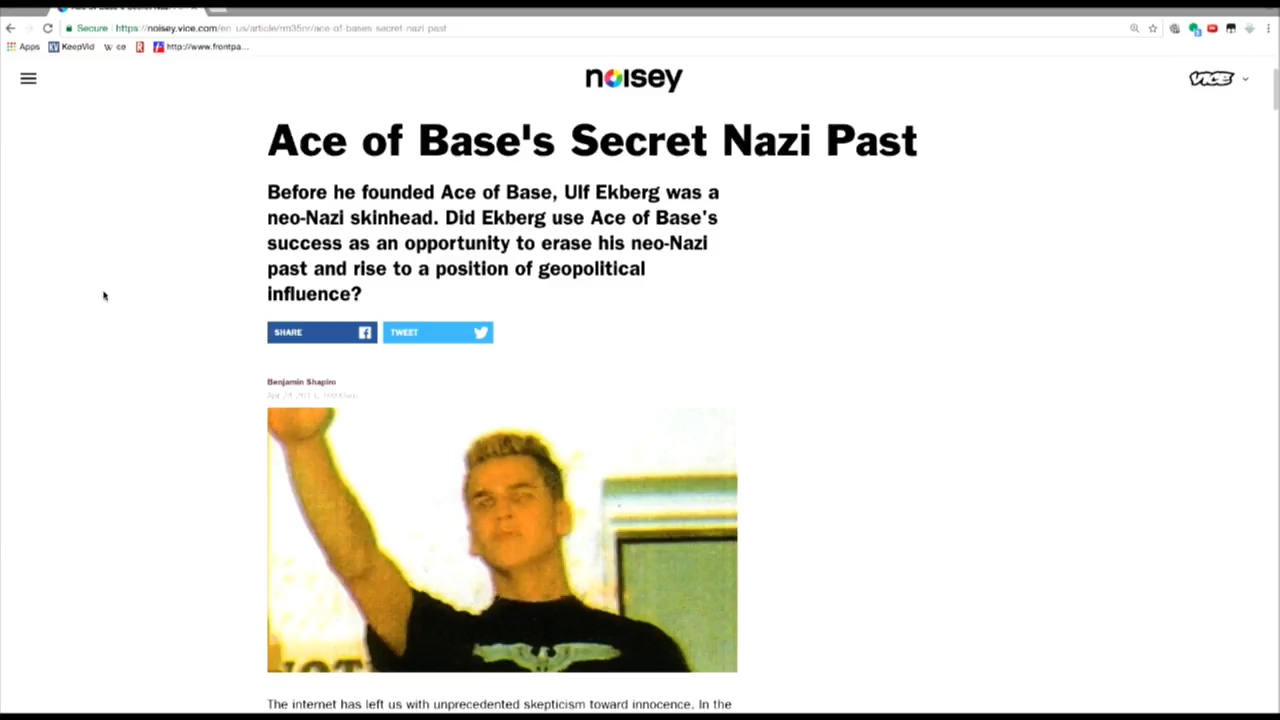 Secure
https://noisey.vice.com/en_us/article/rm35nr/ace-of-bases-secret-nazi-past
Apps KeepVid ce http://www.frontpa...
noisey
VICE
Ace of Base's Secret Nazi Past
Before he founded Ace of Base, Ulf Ekberg was a
neo-Nazi skinhead. Did Ekberg use Ace of Base's
success as an opportunity to erase his neo-Nazi
past and rise to a position of geopolitical
influence?
SHARE TWEET
Benjamin Shapiro
The internet has left us with unprecedented skepticism toward innocence. In the